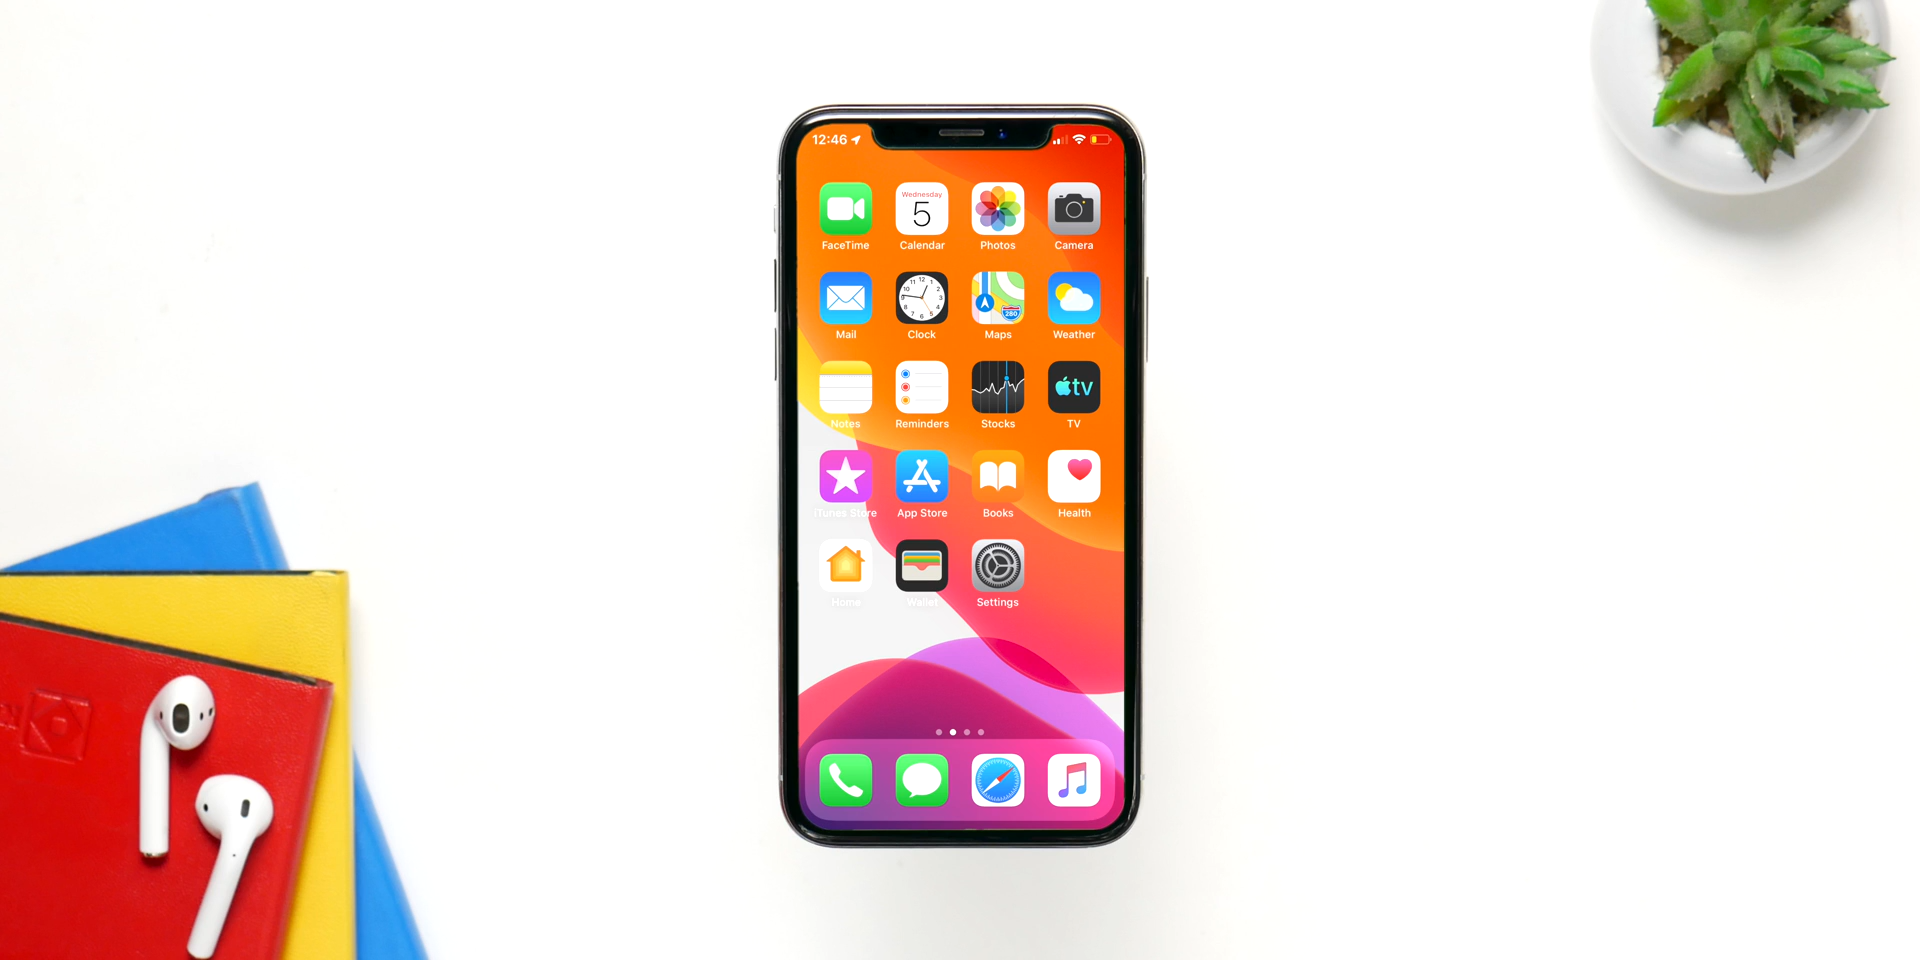 12:46
Wednesday
5
FaceTime
Calendar
Photos
Camera
280
Mail
Clock
Maps
Weather
tv
Notes
Reminders
Stocks
TV
iTunes Store
App Store
Books
Health
Home
Wallet
Settings